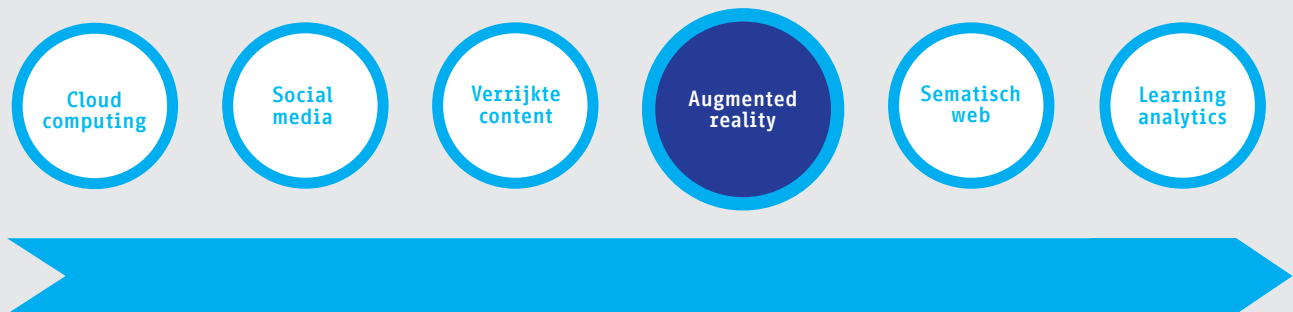 Cloud
computing
Social
media
Verrijkte
content
Augmented
reality
Sematisch
web
Learning
analytics